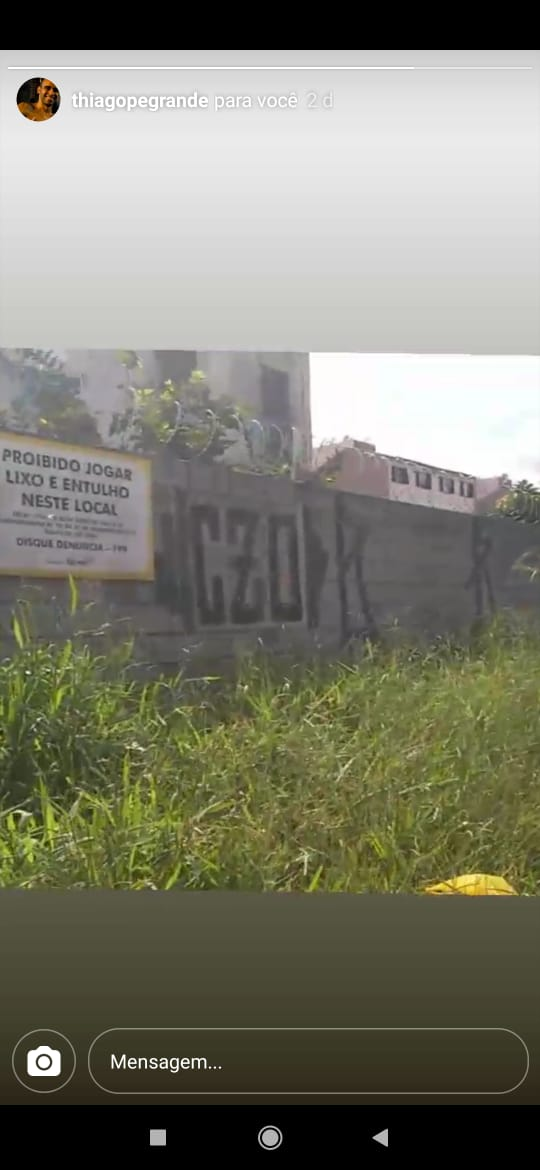 thiagopegrande para você 2 d
PROIBIDO JOGAR
LIXO E ENTULHO
NESTE LOCAL
DISQUE DENÚNCIA - 199
CZO
Mensagem...